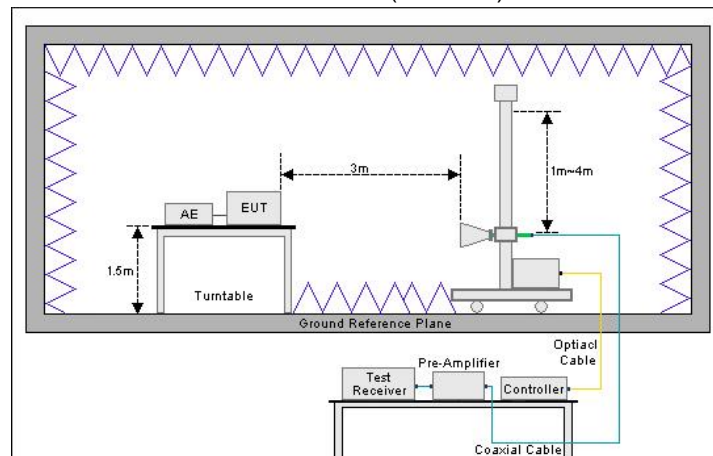 3m
1m~4m
AE
EUT
1.5m
Turntable
Ground Reference Plane
Optiacl
Cable
Pre-Amplifier
Test
Receiver
Controller
Coaxial Cable